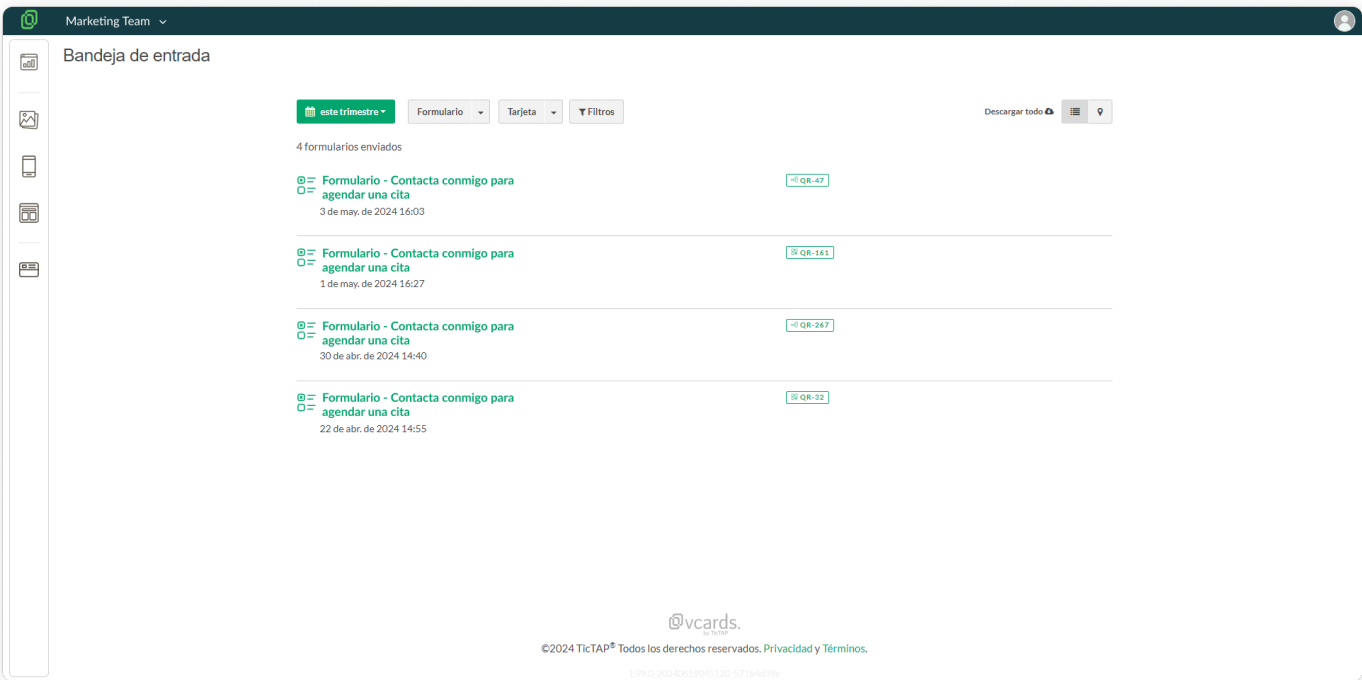 Marketing Team
Bandeja de entrada
este trimestre
Formulario
Tarjeta
Filtros
Descargar todo
4 formularios enviados
Formulario - Contacta conmigo para
agendar una cita
QR-47
3 de may. de 2024 16:03
Formulario - Contacta conmigo para
agendar una cita
QR-161
1 de may. de 2024 16:27
Formulario - Contacta conmigo para
agendar una cita
QR-267
30 de abr. de 2024 14:40
Formulario - Contacta conmigo para
agendar una cita
QR-32
22 de abr. de 2024 14:55
vcards.
by TicTAP
©2024 TicTAP® Todos los derechos reservados. Privacidad y Términos.